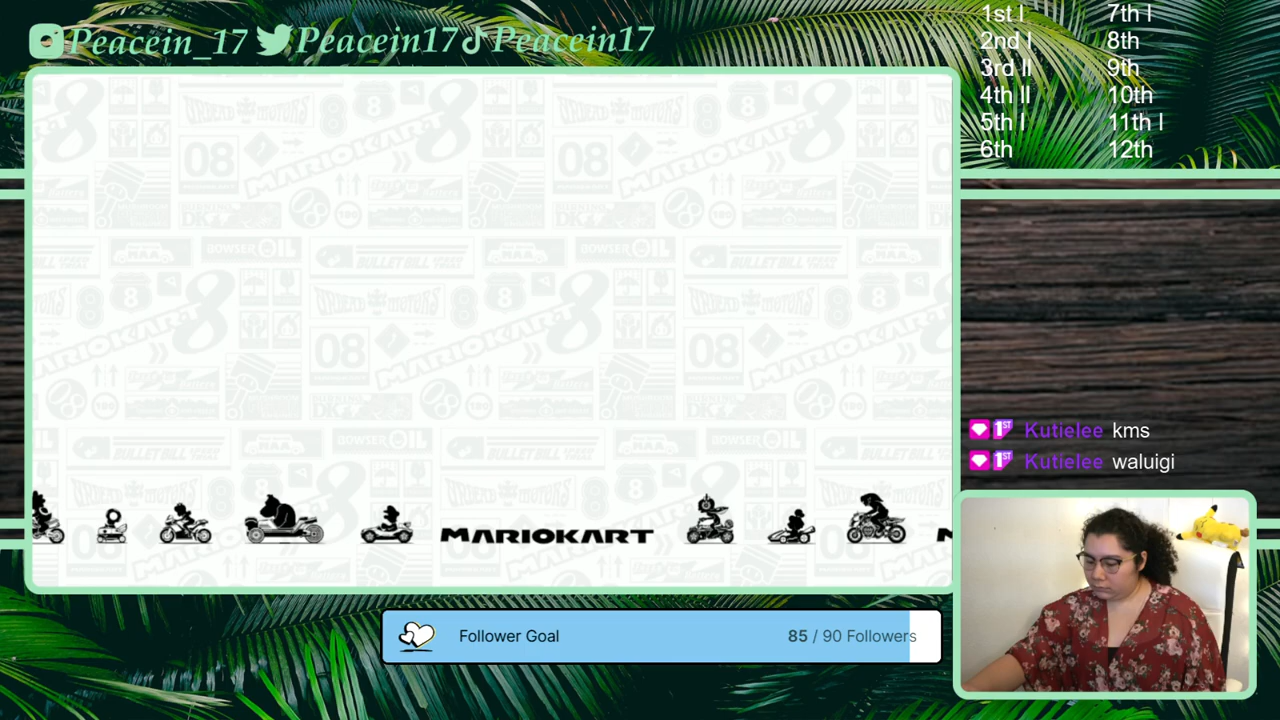 Peacein_17 Peacein17 Peacein17
1st I
2nd I
3rd II
4th II
5th I
6th
7th I
8th
9th
10th
11th I
12th
MARIOKART
Kutielee kms
Kutielee waluigi
Follower Goal 85 / 90 Followers